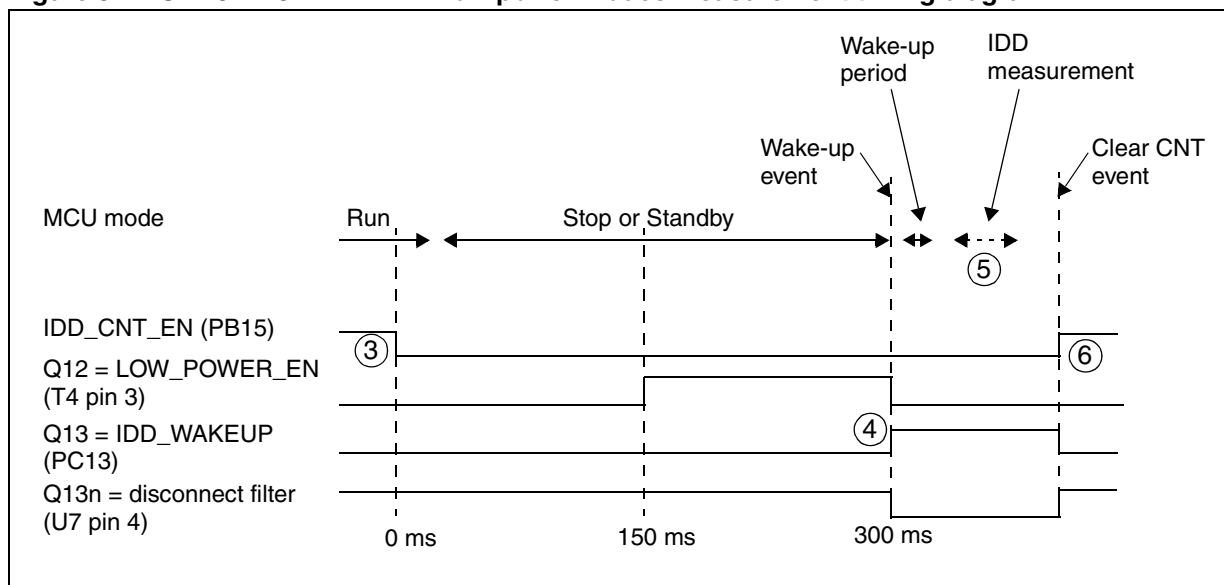 Wake-up
period
IDD
measurement
Wake-up
event
Clear CNT
event
MCU mode
Run
Stop or Standby
5
IDD_CNT_EN (PB15)
3
6
Q12 = LOW_POWER_EN
(T4 pin 3)
Q13 = IDD_WAKEUP
(PC13)
4
Q13n = disconnect filter
(U7 pin 4)
0 ms
150 ms
300 ms